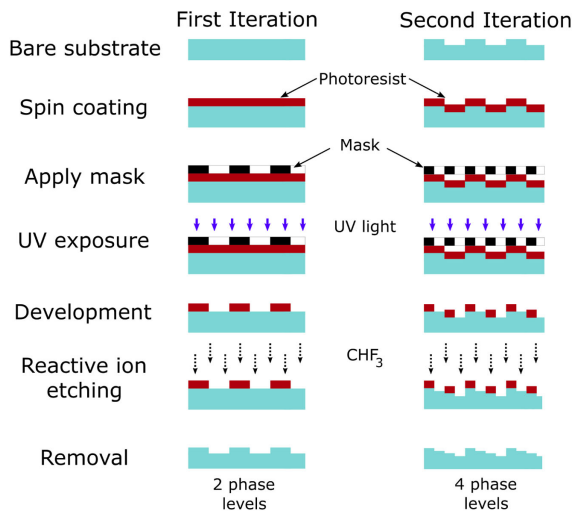 First Iteration
Second Iteration
Bare substrate
Photoresist
Spin coating
Mask
Apply mask
UV light
UV exposure
Development
Reactive ion
etching
CHF₃
Removal
2 phase
levels
4 phase
levels